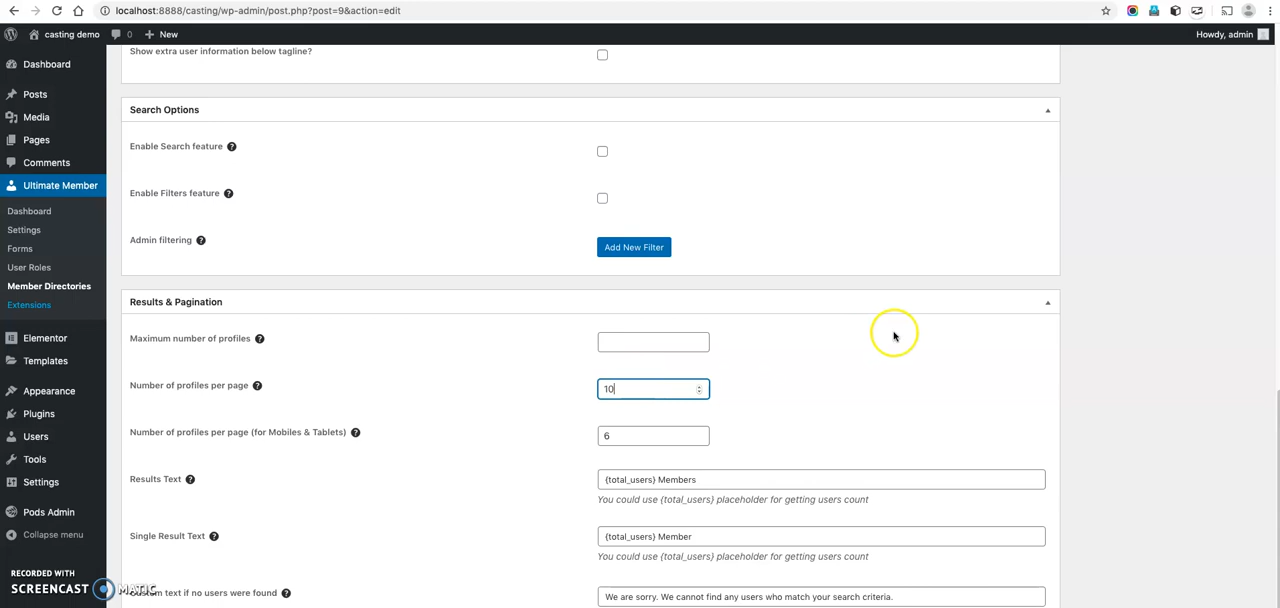 localhost:8888/casting/wp-admin/post.php?post=9&action=edit
casting demo 0 New Howdy, admin
Dashboard
Posts
Media
Pages
Comments
Ultimate Member
Dashboard
Settings
Forms
User Roles
Member Directories
Extensions
Elementor
Templates
Appearance
Plugins
Users
Tools
Settings
Pods Admin
Collapse menu
RECORDED WITH
SCREENCAST MATIC
Show extra user information below tagline?
Search Options
Enable Search feature ?
Enable Filters feature ?
Admin filtering ? Add New Filter
Results & Pagination
Maximum number of profiles ?
Number of profiles per page ? 10
Number of profiles per page (for Mobiles & Tablets) ? 6
Results Text ? {total_users} Members
You could use {total_users} placeholder for getting users count
Single Result Text ? {total_users} Member
You could use {total_users} placeholder for getting users count
Custom text if no users were found ? We are sorry. We cannot find any users who match your search criteria.